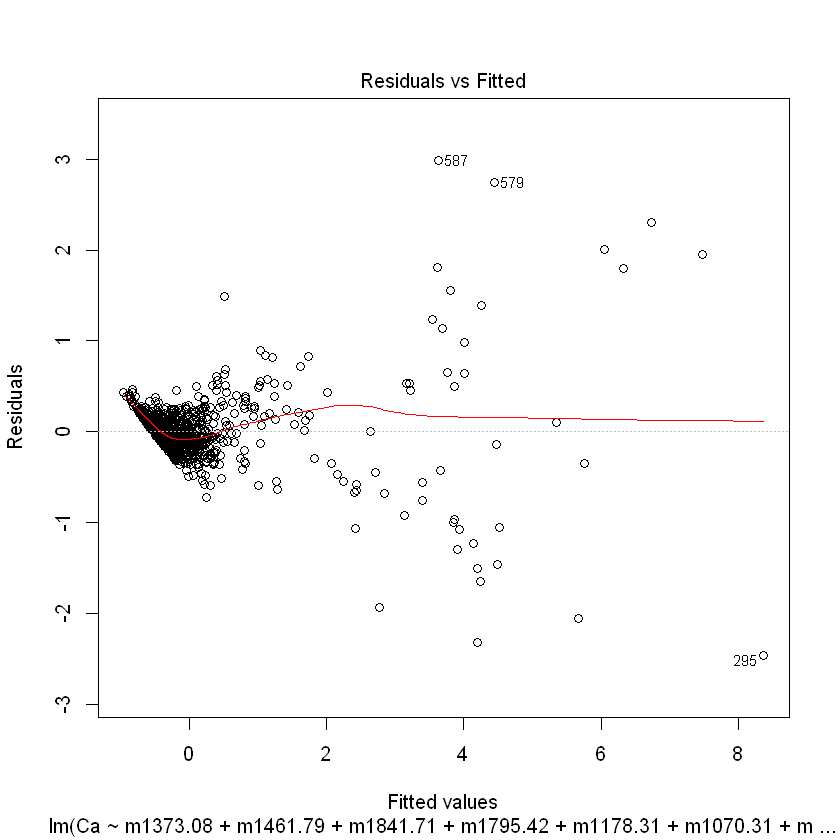 Residuals vs Fitted
Residuals
3
2
1
0
-1
-2
-3
587
579
295
0 2 4 6 8
Fitted values
lm(Ca ~ m1373.08 + m1461.79 + m1841.71 + m1795.42 + m1178.31 + m1070.31 + m ...